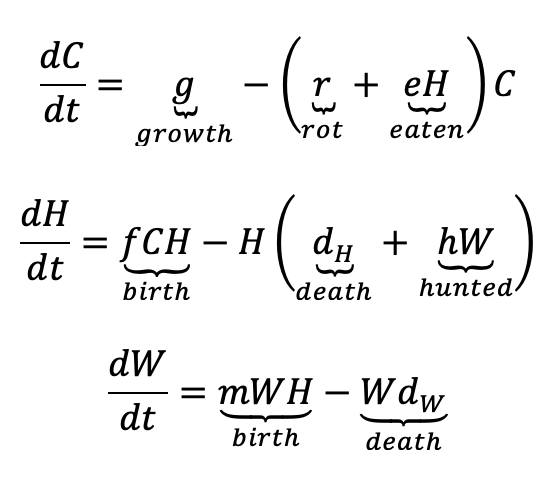 dC/dt = g − (r + eH)C
growth rot eaten
dH/dt = fCH − H(d_H + hW)
birth death hunted
dW/dt = mWH − Wd_W
birth death